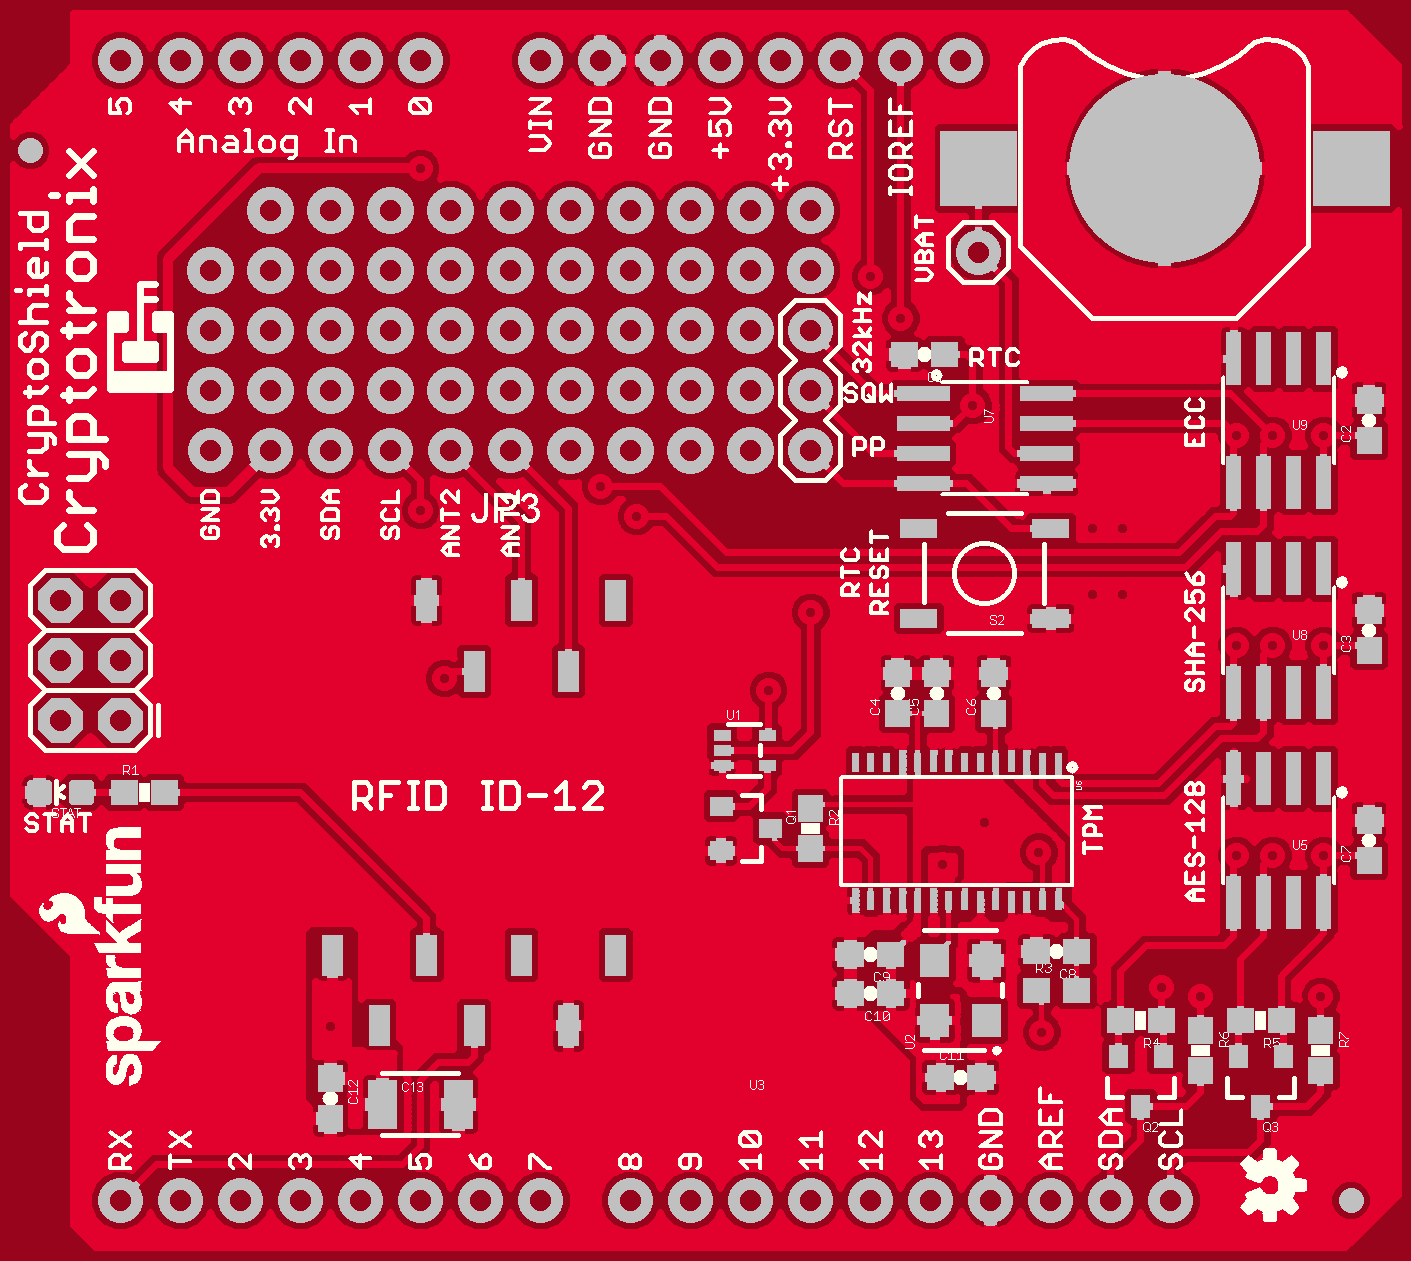 5 4 3 2 1 0
Analog In
VIN GND GND +5V +3.3V RST IOREF
CryptoShield
Cryptotronix
VBAT
32kHz
SQW
PP
RTC
U7
ECC
U9
C2
GND 3.3V SDA SCL ANT2 ANT1
JP3
RTC
RESET
S2
SHA-256
U8
C3
C4 C5 C6
U1
U6
R1
STAT
STAT
RFID ID-12
Q1
R2
TPM
AES-128
U5
C7
sparkfun
C9
C10
R3
C8
U2
C11
R4
R6
R5
R7
C12
C13
U3
Q2
Q3
RX TX 2 3 4 5 6 7
8 9 10 11 12 13 GND AREF SDA SCL